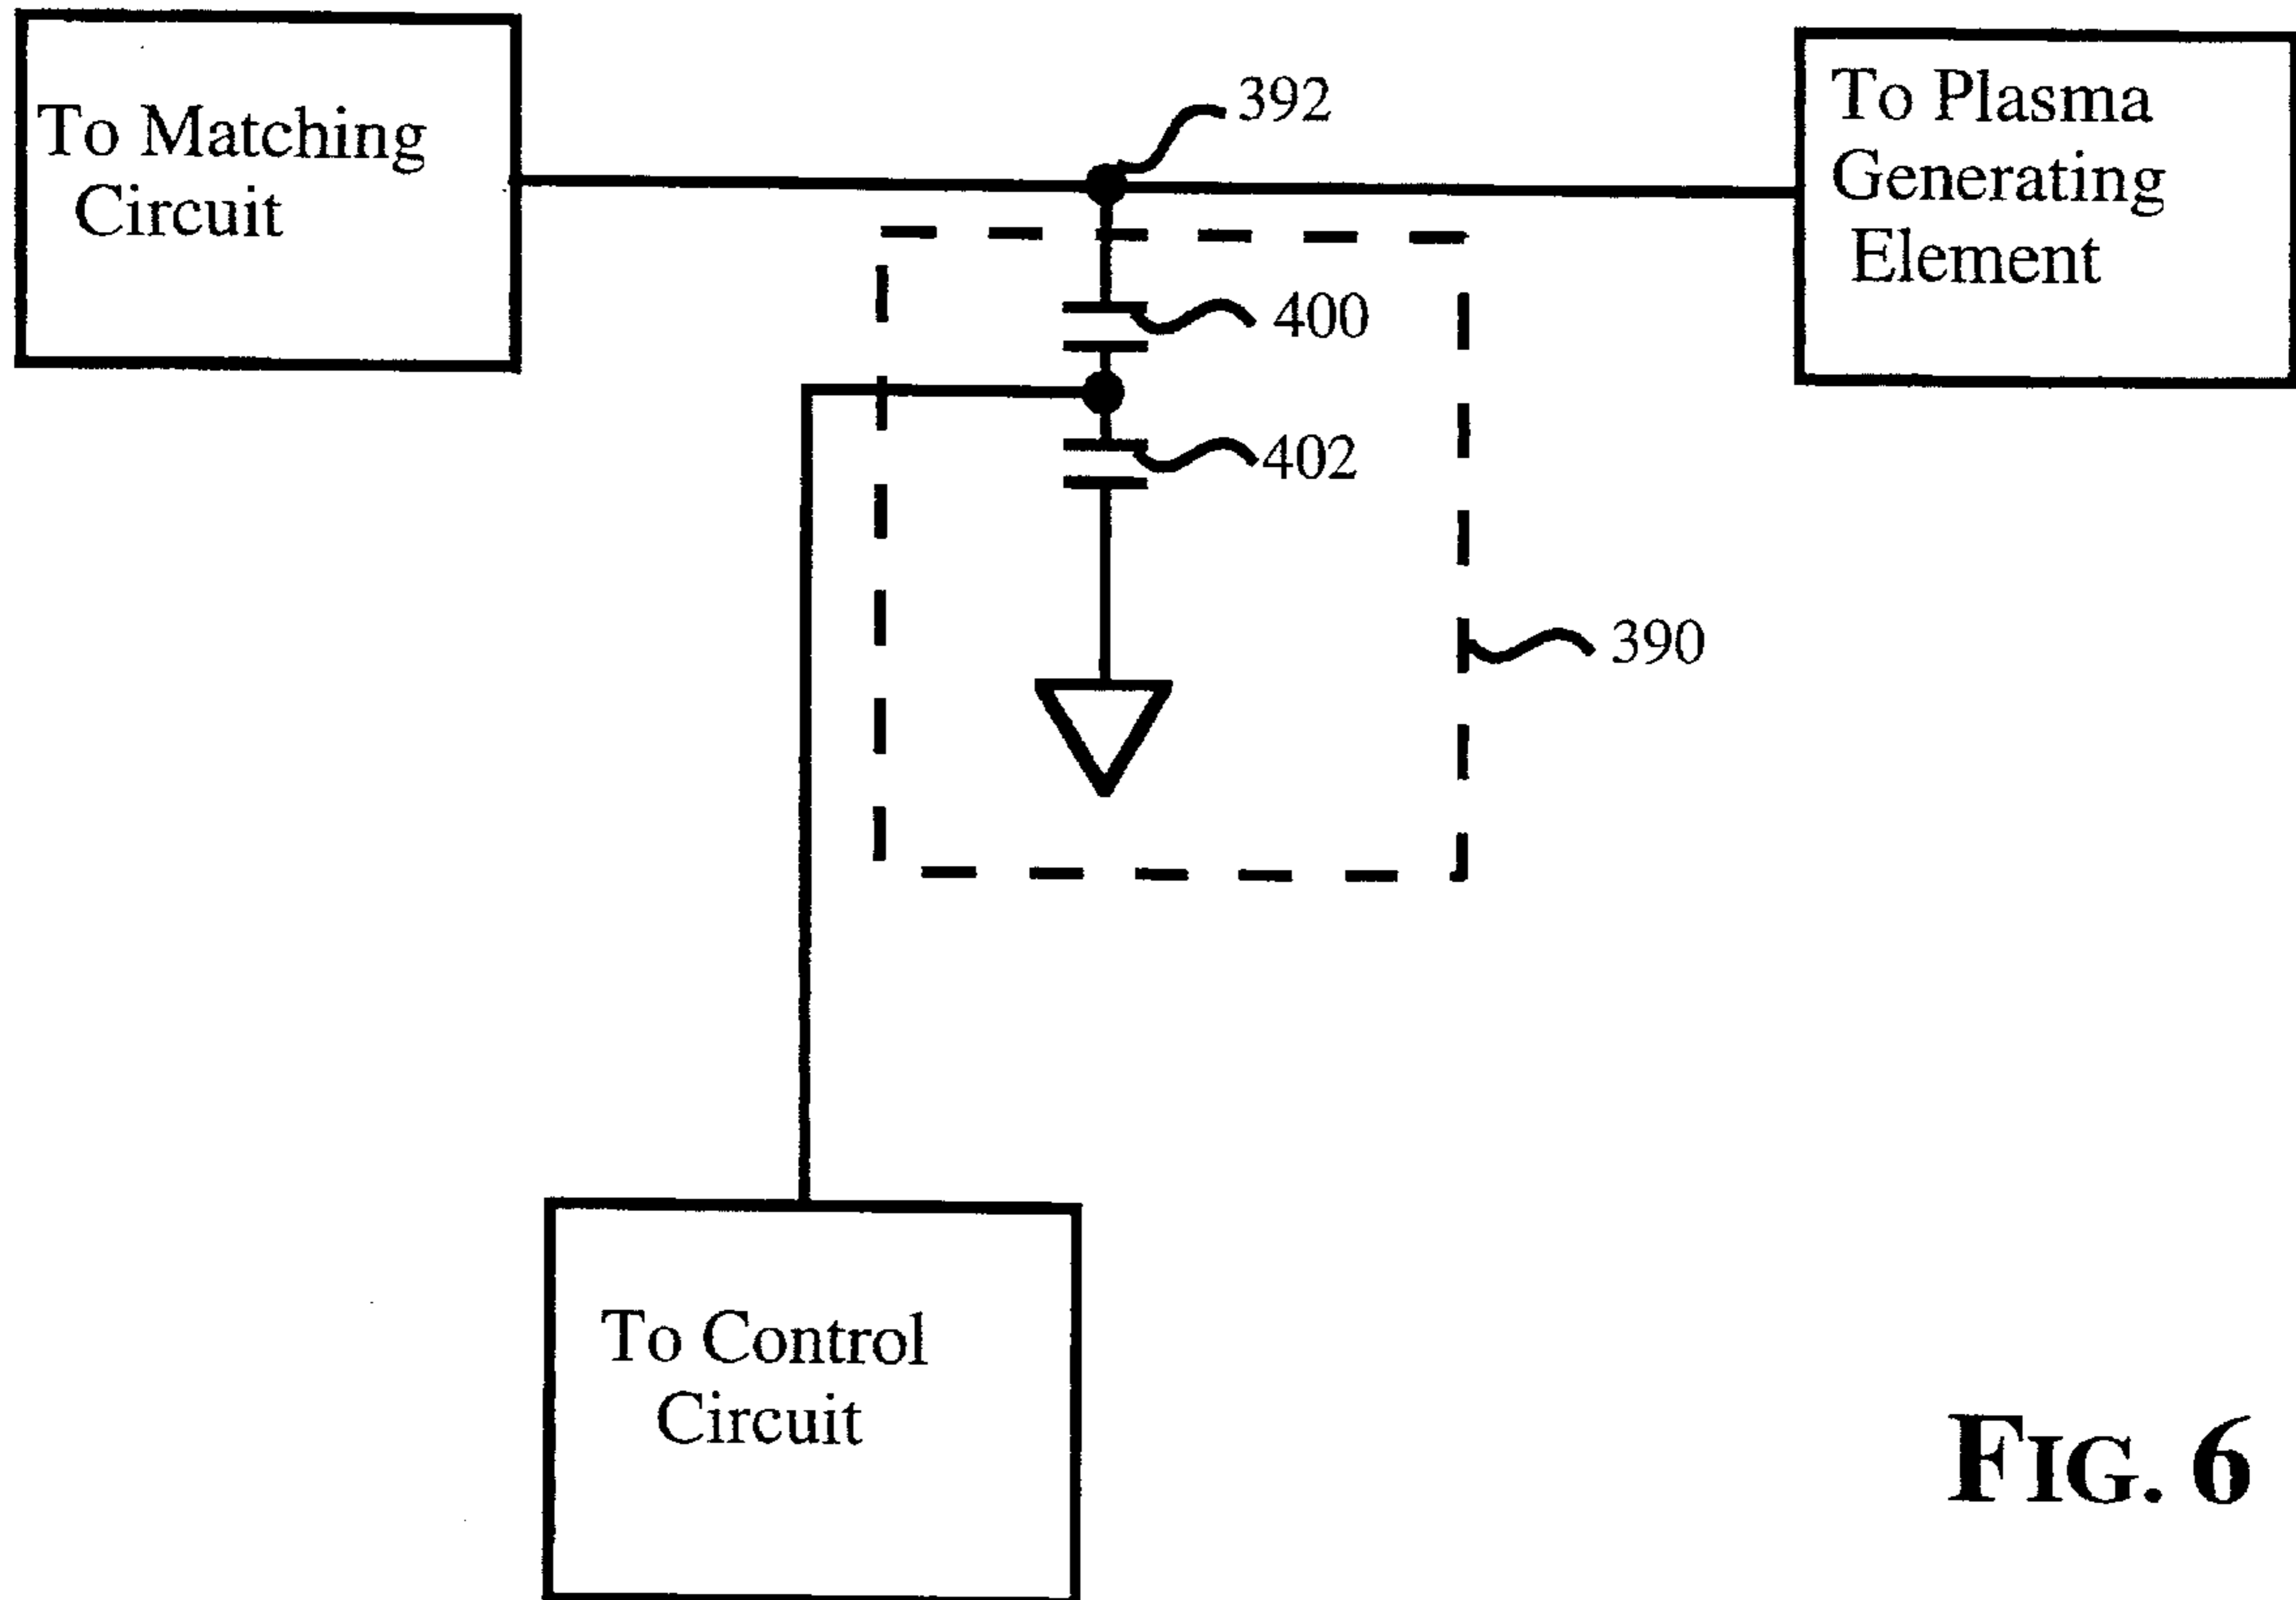 To Matching
Circuit
392
To Plasma
Generating
Element
400
402
390
To Control
Circuit
FIG. 6